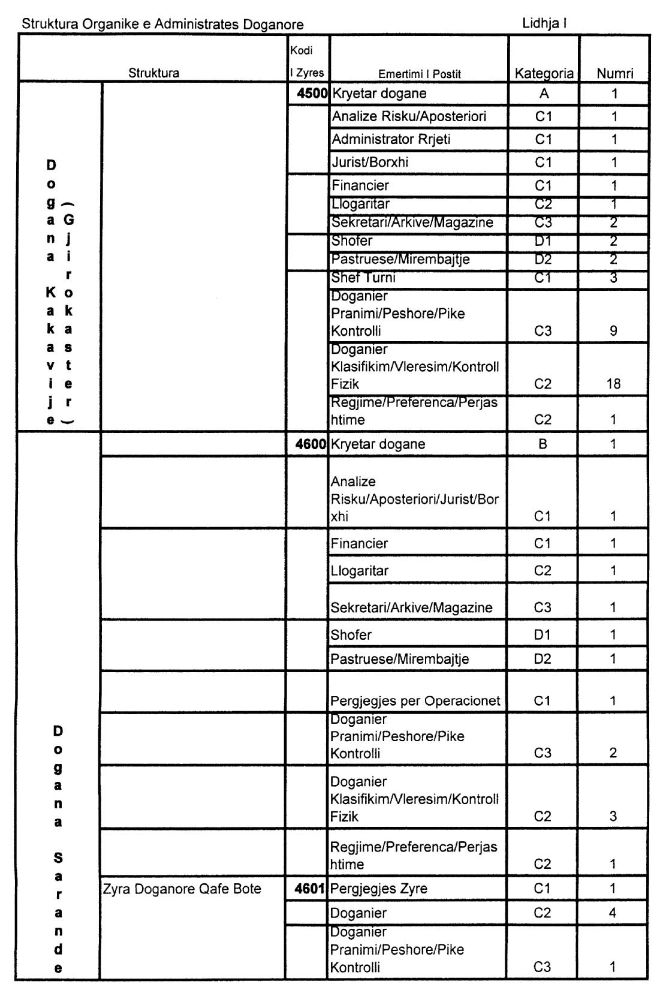 Struktura Organike e Administrates Doganore Lidhja I
Kodi
Struktura I Zyres Emertimi I Postit Kategoria Numri
Dogana Kakavije
(Gjirokaster)
4500 Kryetar dogane A 1
Analize Risku/Aposteriori C1 1
Administrator Rrjeti C1 1
Jurist/Borxhi C1 1
Financier C1 1
Llogaritar C2 1
Sekretari/Arkive/Magazine C3 2
Shofer D1 2
Pastruese/Mirembajtje D2 2
Shef Turni C1 3
Doganier
Pranimi/Peshore/Pike
Kontrolli C3 9
Doganier
Klasifikim/Vleresim/Kontroll
Fizik C2 18
Regjime/Preferenca/Perjas
htime C2 1
Dogana Sarande
4600 Kryetar dogane B 1
Analize
Risku/Aposteriori/Jurist/Bor
xhi C1 1
Financier C1 1
Llogaritar C2 1
Sekretari/Arkive/Magazine C3 1
Shofer D1 1
Pastruese/Mirembajtje D2 1
Pergjegjes per Operacionet C1 1
Doganier
Pranimi/Peshore/Pike
Kontrolli C3 2
Doganier
Klasifikim/Vleresim/Kontroll
Fizik C2 3
Regjime/Preferenca/Perjas
htime C2 1
Zyra Doganore Qafe Bote 4601 Pergjegjes Zyre C1 1
Doganier C2 4
Doganier
Pranimi/Peshore/Pike
Kontrolli C3 1